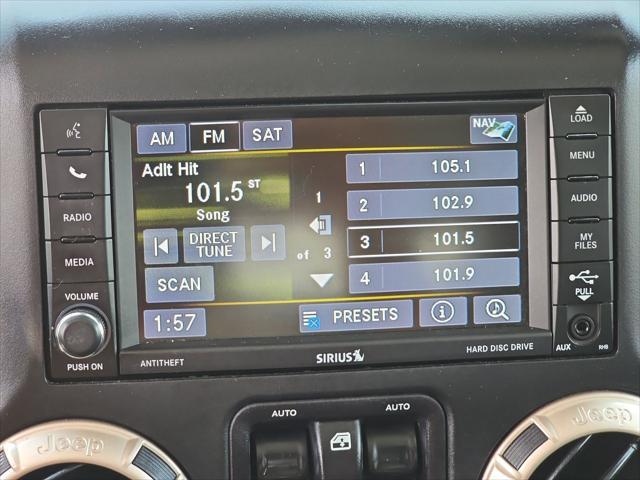 LOAD
MENU
AUDIO
MY
FILES
PULL
AUX
RHB
RADIO
MEDIA
VOLUME
PUSH ON
AM
FM
SAT
NAV
Adlt Hit
101.5 ST
Song
DIRECT
TUNE
SCAN
1:57
1
of 3
1 105.1
2 102.9
3 101.5
4 101.9
PRESETS
i
ANTITHEFT
SIRIUS
HARD DISC DRIVE
AUTO
AUTO
Jeep
Jeep